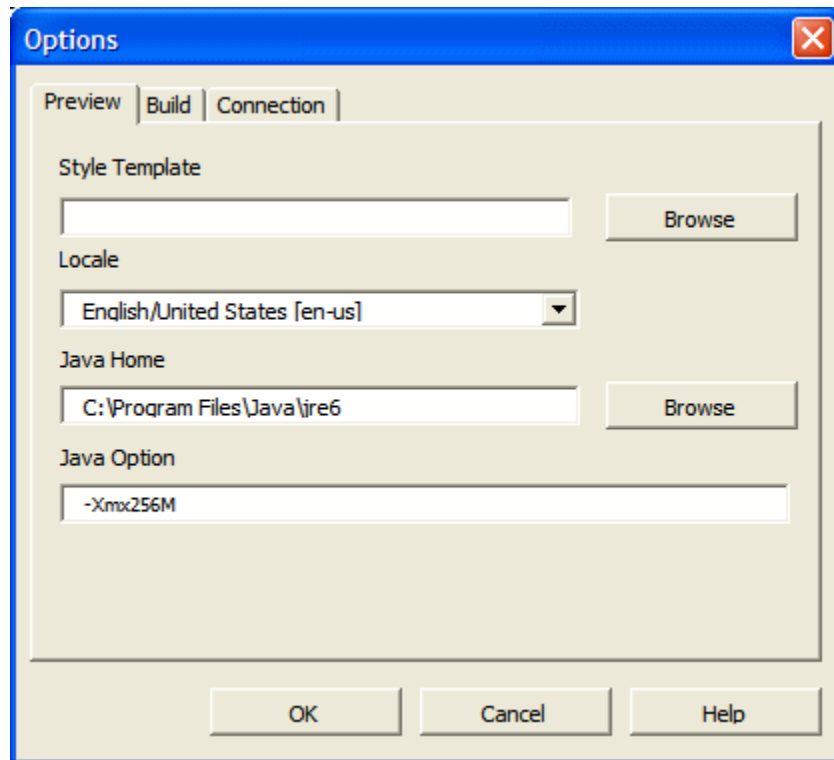 Options
Preview Build Connection
Style Template
Browse
Locale
English/United States [en-us]
Java Home
C:\Program Files\Java\jre6 Browse
Java Option
-Xmx256M
OK Cancel Help